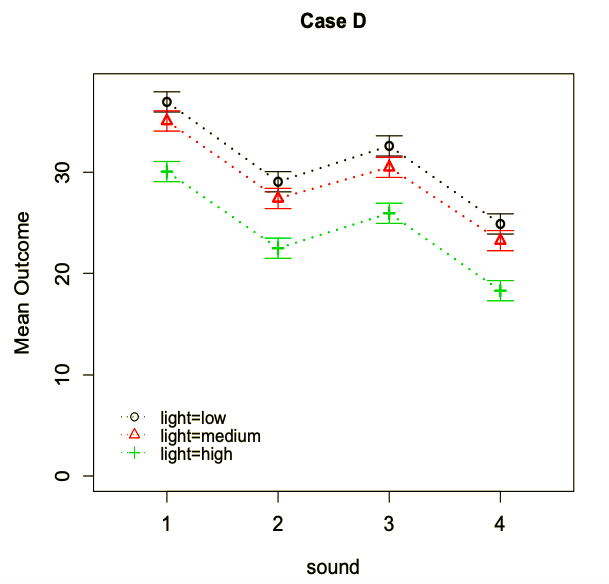 Case D
Mean Outcome
30
20
10
0
light=low
light=medium
light=high
1 2 3 4
sound